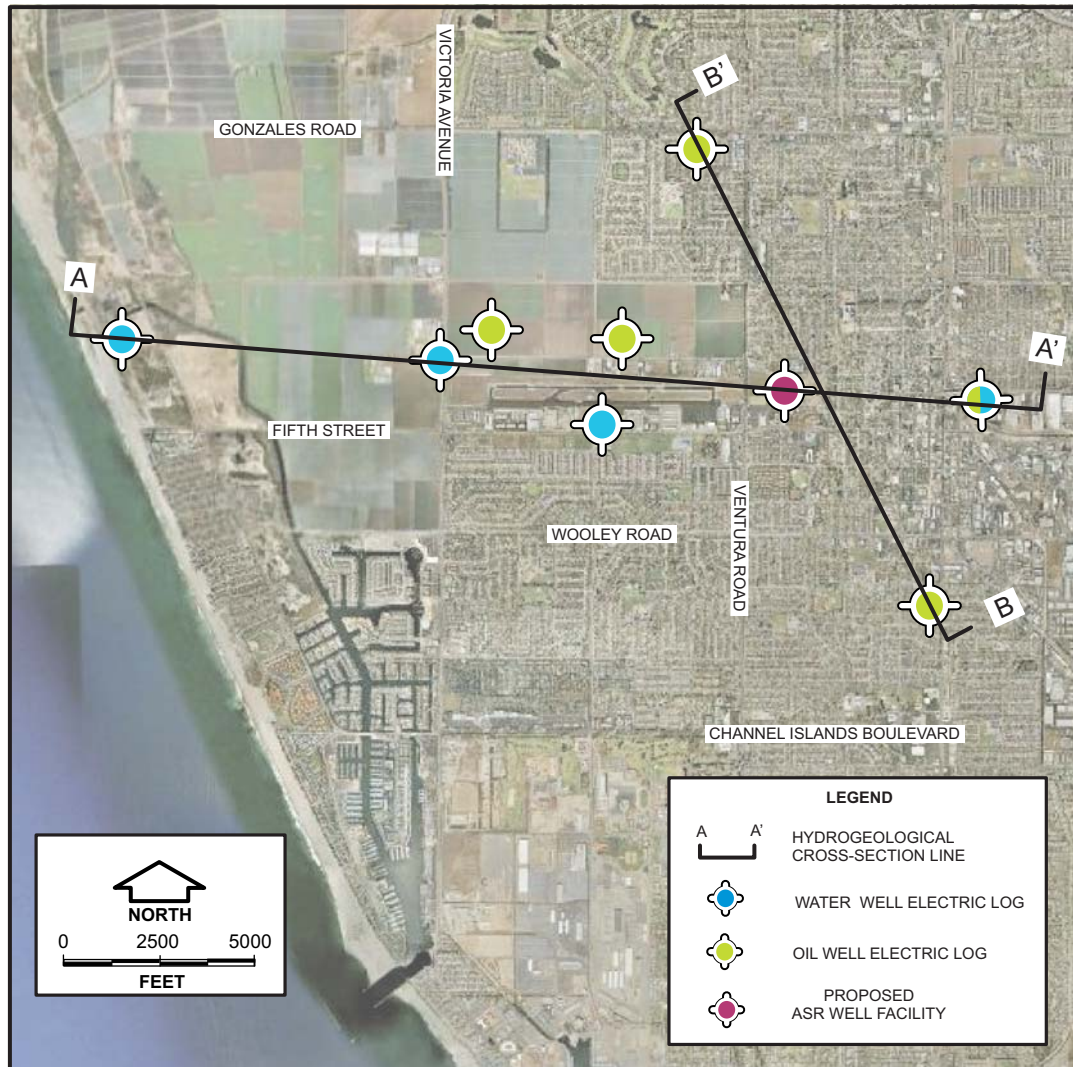 VICTORIA AVENUE
B'
GONZALES ROAD
A
A'
FIFTH STREET
WOOLEY ROAD
VENTURA ROAD
B
CHANNEL ISLANDS BOULEVARD
NORTH
0 2500 5000
FEET
LEGEND
A A'
HYDROGEOLOGICAL
CROSS-SECTION LINE
WATER WELL ELECTRIC LOG
OIL WELL ELECTRIC LOG
PROPOSED
ASR WELL FACILITY